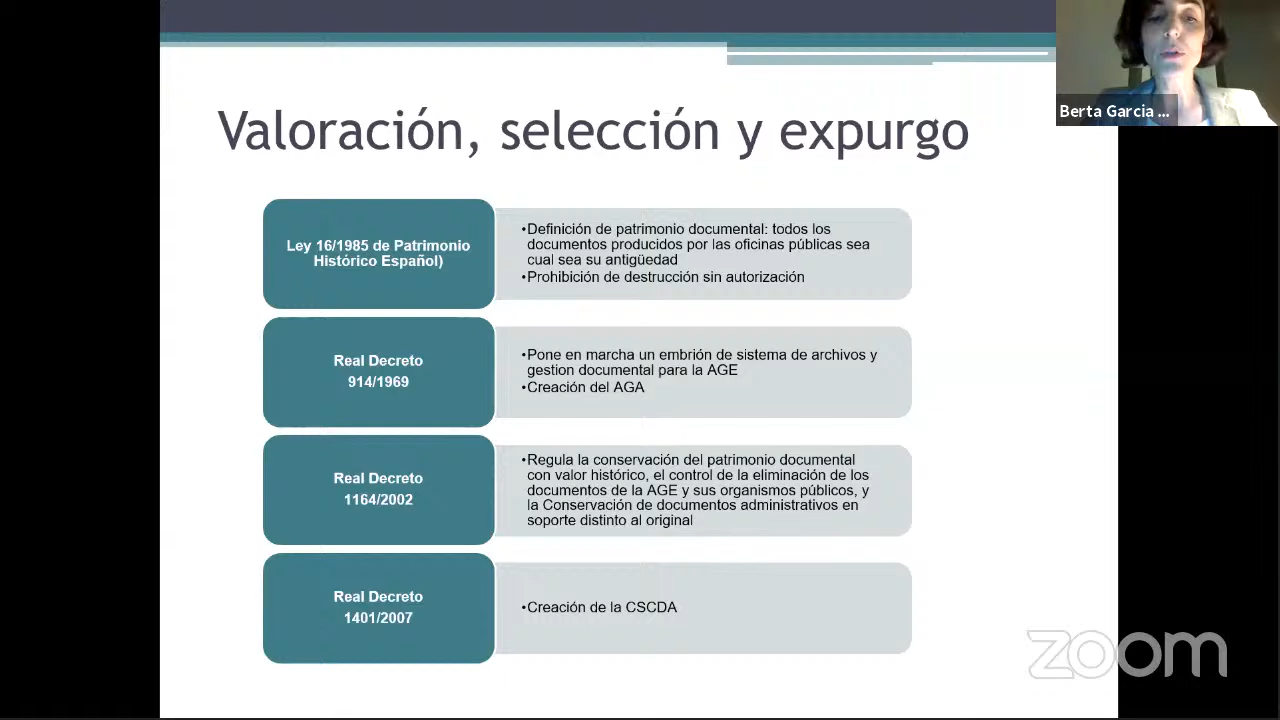 Valoración, selección y expurgo
Berta Garcia ...
Ley 16/1985 de Patrimonio
Histórico Español)
•Definición de patrimonio documental: todos los
documentos producidos por las oficinas públicas sea
cual sea su antigüedad
•Prohibición de destrucción sin autorización
Real Decreto
914/1969
•Pone en marcha un embrión de sistema de archivos y
gestion documental para la AGE
•Creación del AGA
Real Decreto
1164/2002
•Regula la conservación del patrimonio documental
con valor histórico, el control de la eliminación de los
documentos de la AGE y sus organismos públicos, y
la Conservación de documentos administrativos en
soporte distinto al original
Real Decreto
1401/2007
•Creación de la CSCDA
zoom